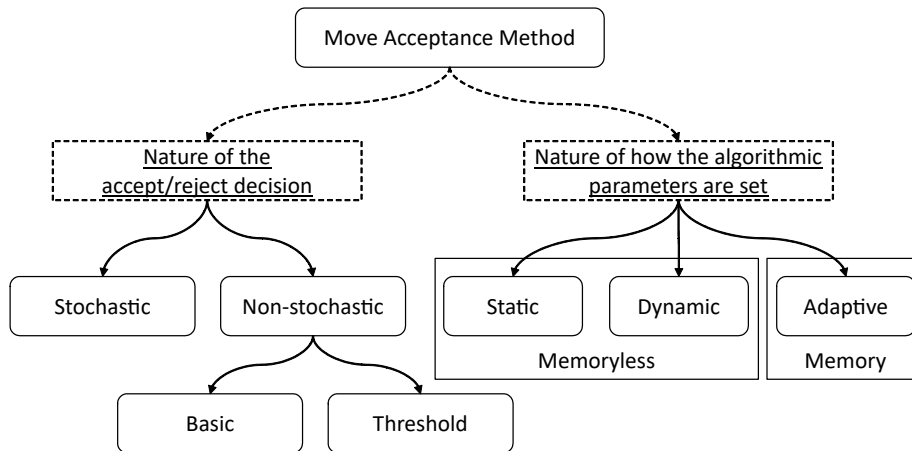 Move Acceptance Method
Nature of the
accept/reject decision
Nature of how the algorithmic
parameters are set
Stochastic
Non-stochastic
Static
Dynamic
Adaptive
Memoryless
Memory
Basic
Threshold